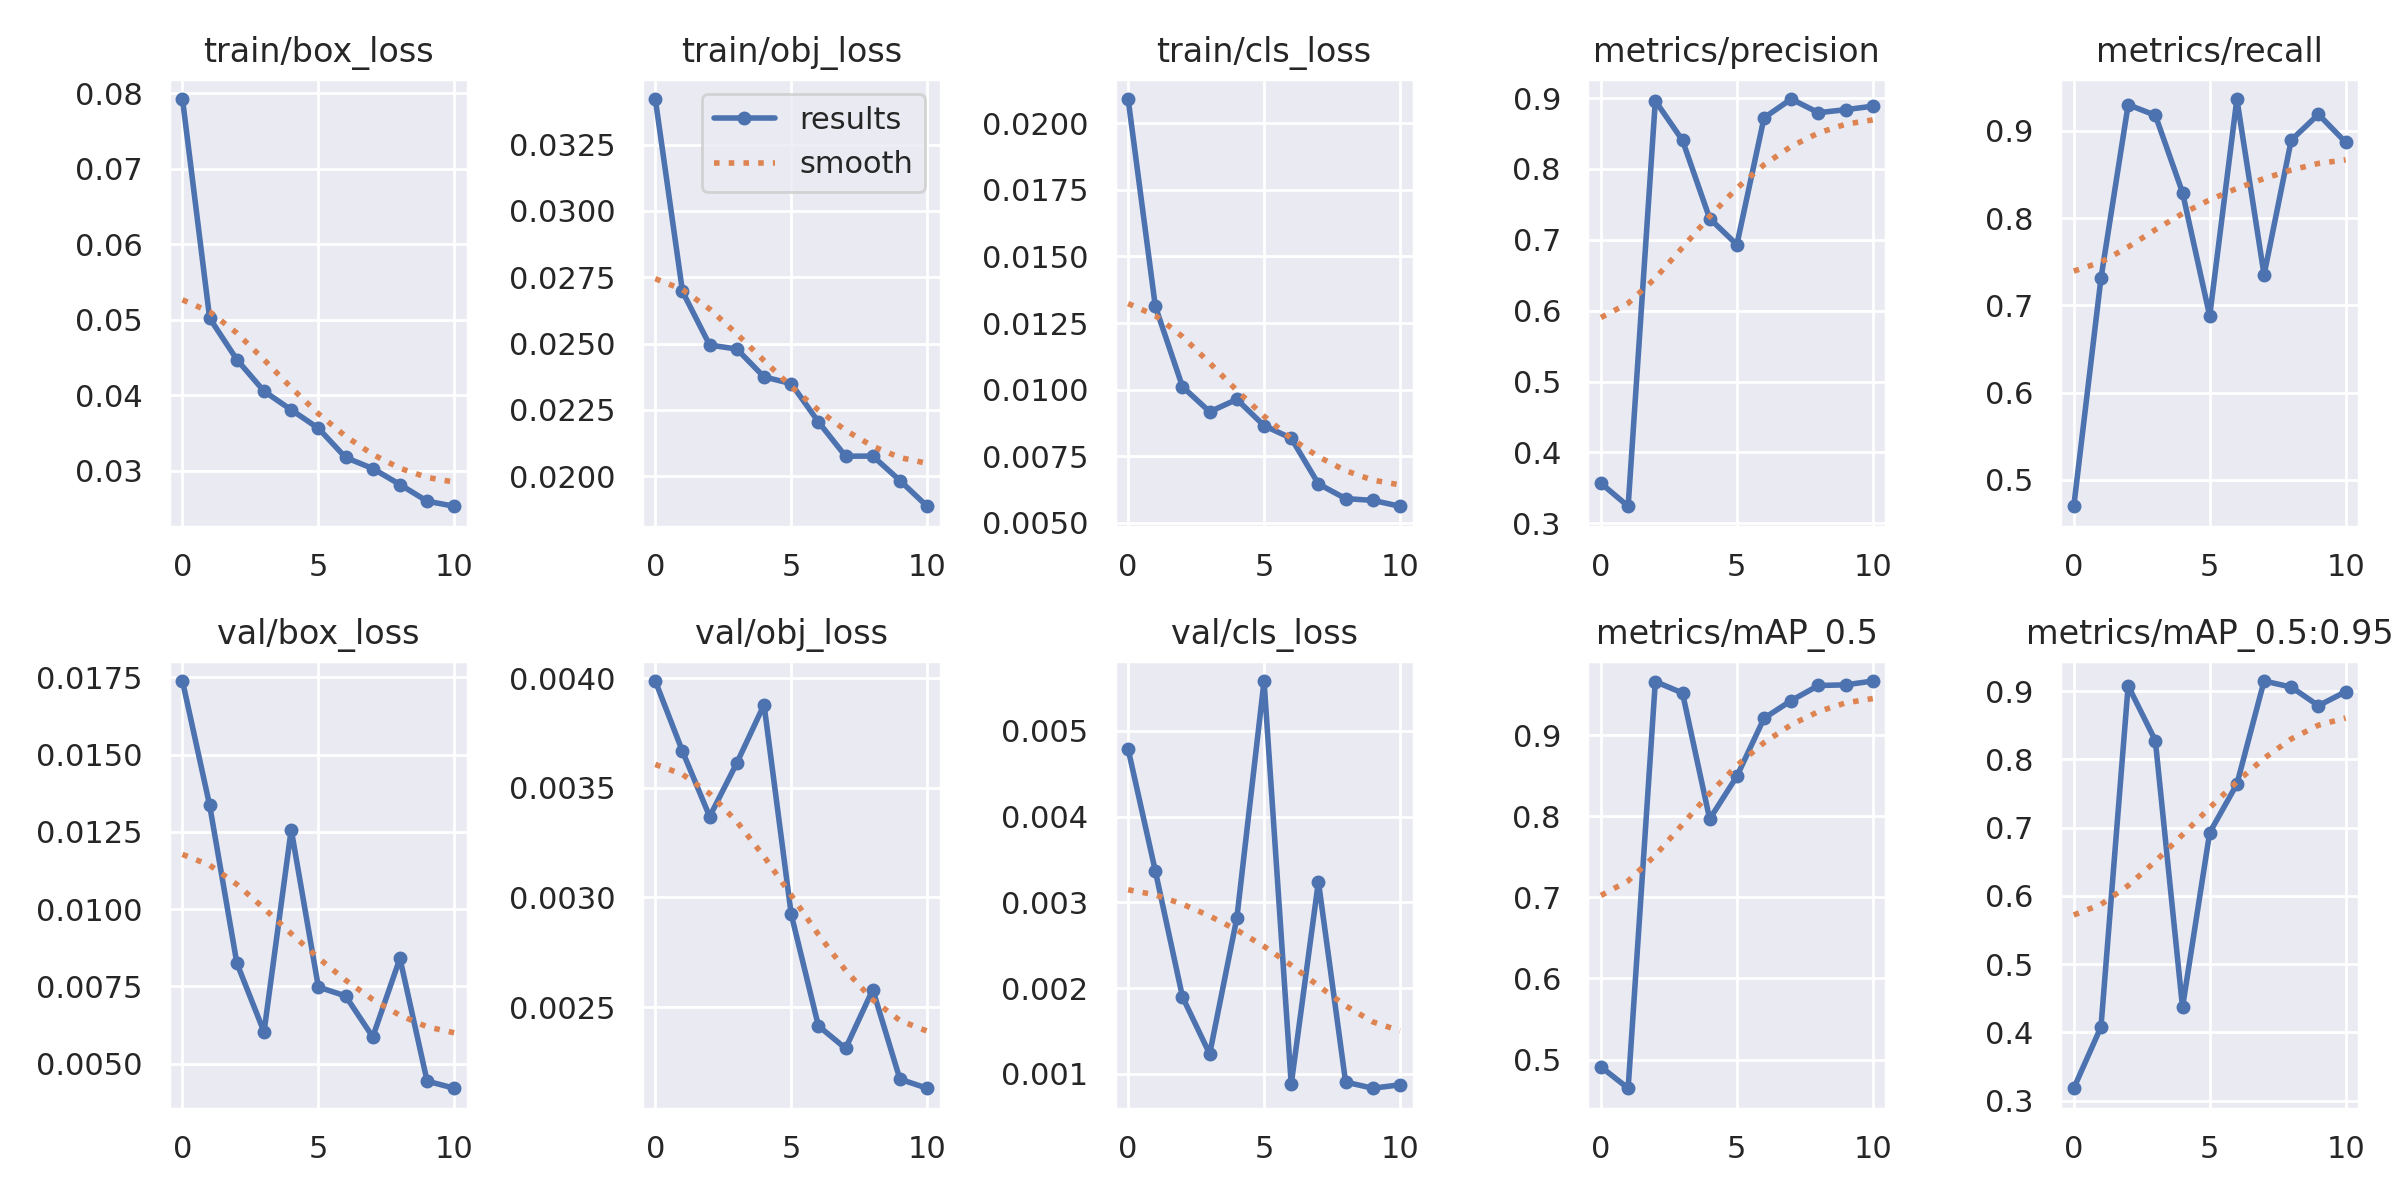 train/box_loss
0.08
0.07
0.06
0.05
0.04
0.03
0 5 10
train/obj_loss
results
smooth
0.0325
0.0300
0.0275
0.0250
0.0225
0.0200
0 5 10
train/cls_loss
0.0200
0.0175
0.0150
0.0125
0.0100
0.0075
0.0050
0 5 10
metrics/precision
0.9
0.8
0.7
0.6
0.5
0.4
0.3
0 5 10
metrics/recall
0.9
0.8
0.7
0.6
0.5
0 5 10
val/box_loss
0.0175
0.0150
0.0125
0.0100
0.0075
0.0050
0 5 10
val/obj_loss
0.0040
0.0035
0.0030
0.0025
0 5 10
val/cls_loss
0.005
0.004
0.003
0.002
0.001
0 5 10
metrics/mAP_0.5
0.9
0.8
0.7
0.6
0.5
0 5 10
metrics/mAP_0.5:0.95
0.9
0.8
0.7
0.6
0.5
0.4
0.3
0 5 10